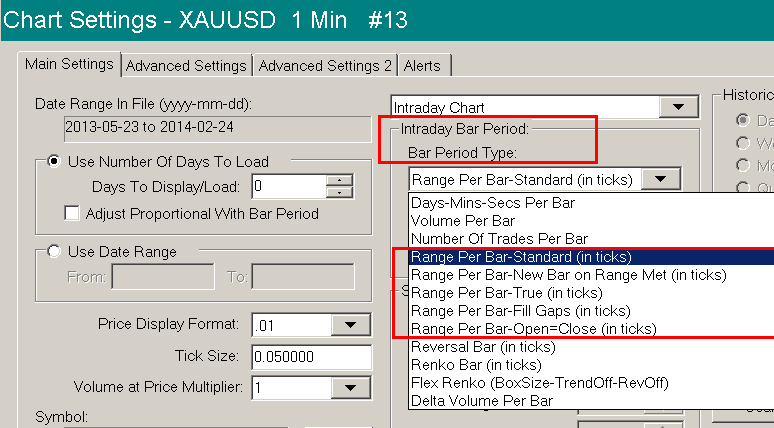 Chart Settings - XAUUSD 1 Min #13
Main Settings
Advanced Settings
Advanced Settings 2
Alerts
Date Range In File (yyyy-mm-dd):
2013-05-23 to 2014-02-24
Use Number Of Days To Load
Days To Display/Load: 0
Adjust Proportional With Bar Period
Use Date Range
From: To:
Price Display Format: .01
Tick Size: 0.050000
Volume at Price Multiplier: 1
Symbol:
Intraday Chart
Intraday Bar Period:
Bar Period Type:
Range Per Bar-Standard (in ticks)
Days-Mins-Secs Per Bar
Volume Per Bar
Number Of Trades Per Bar
Range Per Bar-Standard (in ticks)
Range Per Bar-New Bar on Range Met (in ticks)
Range Per Bar-True (in ticks)
Range Per Bar-Fill Gaps (in ticks)
Range Per Bar-Open=Close (in ticks)
Reversal Bar (in ticks)
Renko Bar (in ticks)
Flex Renko (BoxSize-TrendOff-RevOff)
Delta Volume Per Bar
Historic